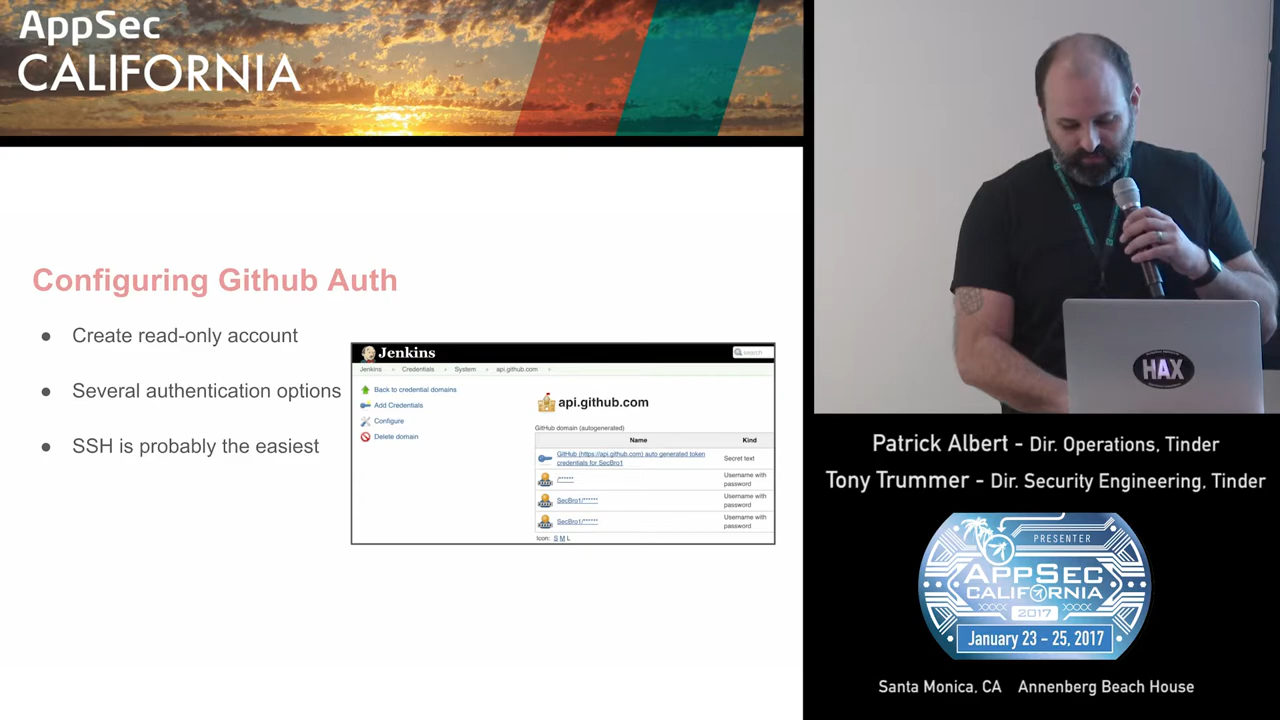 AppSec
CALIFORNIA
Configuring Github Auth
● Create read-only account
● Several authentication options
● SSH is probably the easiest
Jenkins
search
Jenkins Credentials System api.github.com
Back to credential domains
Add Credentials
Configure
Delete domain
api.github.com
GitHub domain (autogenerated)
Name Kind
GitHub (https://api.github.com) auto generated token
credentials for SecBro1
Secret text
/******
Username with
password
SecBro1/******
Username with
password
SecBro1/******
Username with
password
Icon: S M L
HAX
Patrick Albert - Dir. Operations, Tinder
Tony Trummer - Dir. Security Engineering, Tinder
PRESENTER
APPSEC
CALIFORNIA
2017
January 23 - 25, 2017
Santa Monica, CA Annenberg Beach House